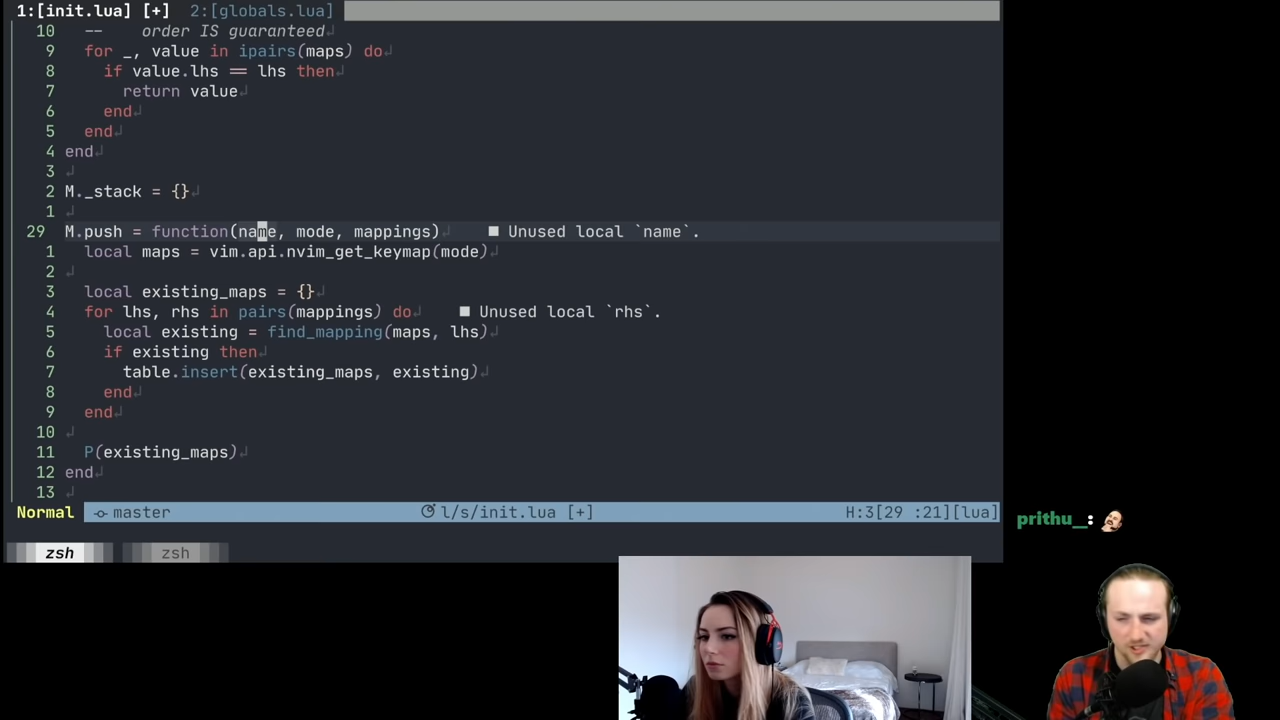 1:[init.lua] [+] 2:[globals.lua]
10 -- order IS guaranteed↲
9 for _, value in ipairs(maps) do↲
8 if value.lhs == lhs then↲
7 return value↲
6 end↲
5 end↲
4 end↲
3 ↲
2 M._stack = {}↲
1 ↲
29 M.push = function(name, mode, mappings)↲ ■ Unused local `name`.
1 local maps = vim.api.nvim_get_keymap(mode)↲
2 ↲
3 local existing_maps = {}↲
4 for lhs, rhs in pairs(mappings) do↲ ■ Unused local `rhs`.
5 local existing = find_mapping(maps, lhs)↲
6 if existing then↲
7 table.insert(existing_maps, existing)↲
8 end↲
9 end↲
10 ↲
11 P(existing_maps)↲
12 end↲
13 ↲
Normal master l/s/init.lua [+] H:3[29 :21][lua]
zsh zsh
prithu__: